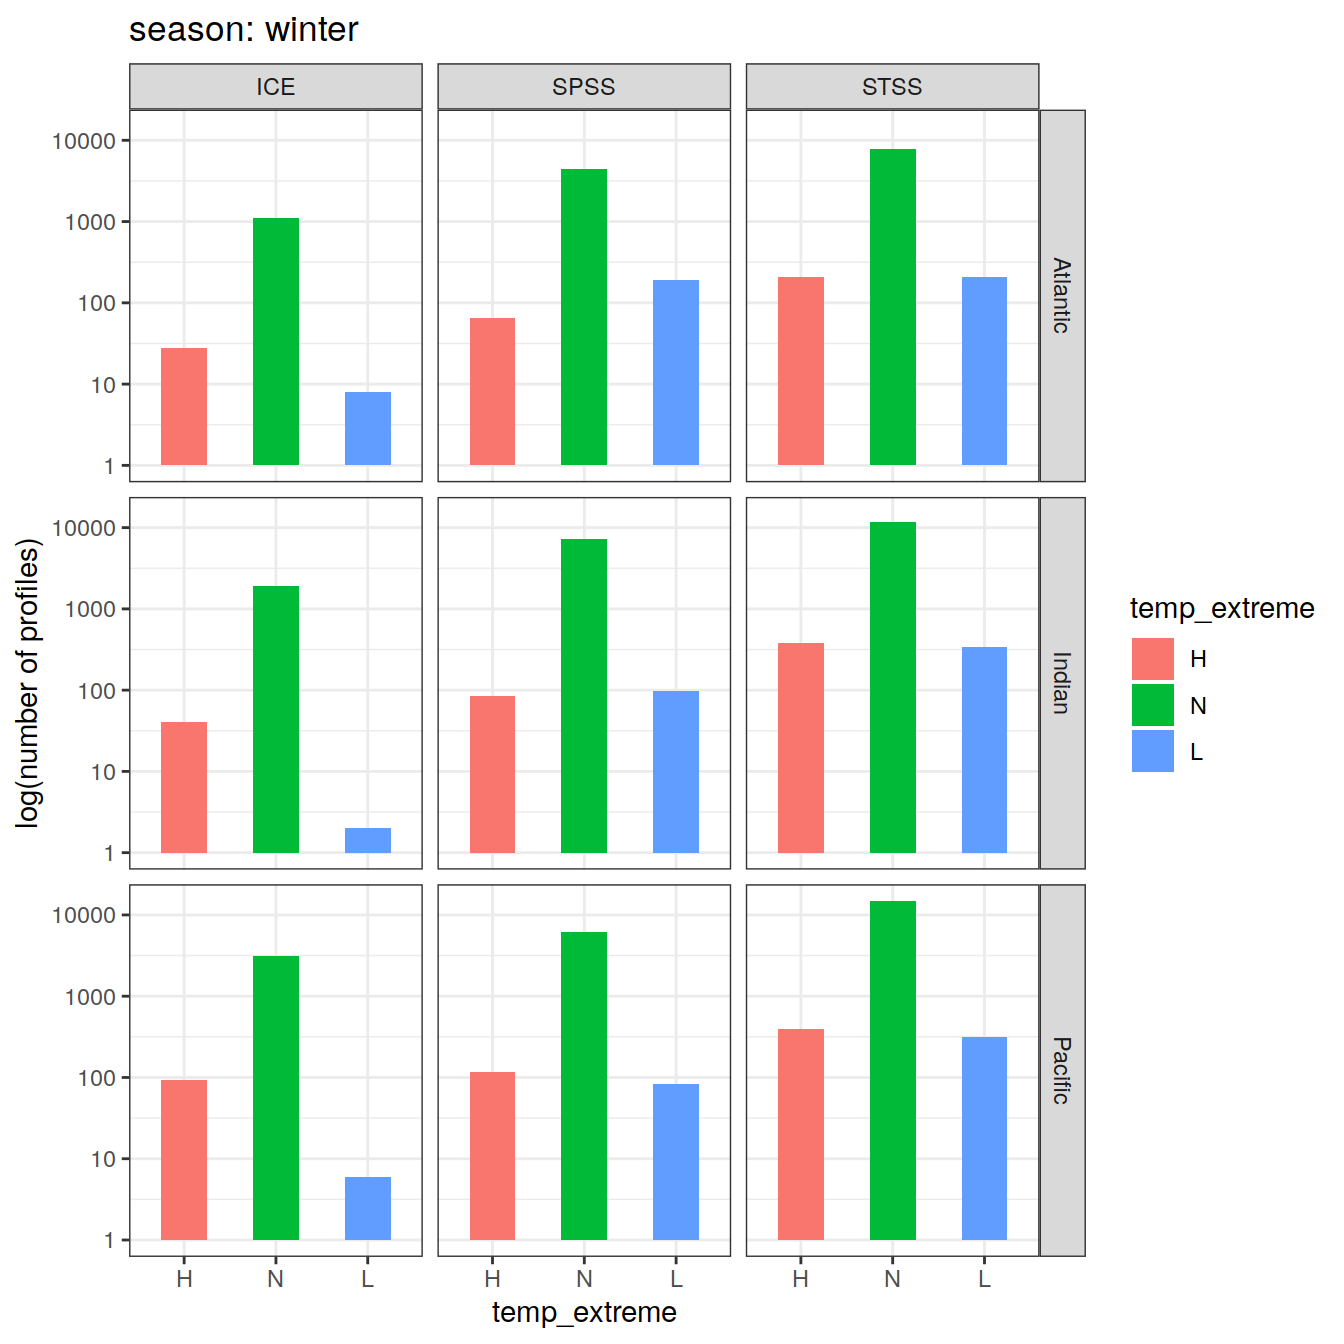 season: winter
ICE SPSS STSS
10000
1000
100
10
1
Atlantic
10000
1000
100
10
1
Indian
10000
1000
100
10
1
Pacific
log(number of profiles)
H N L H N L H N L
temp_extreme
temp_extreme
H
N
L